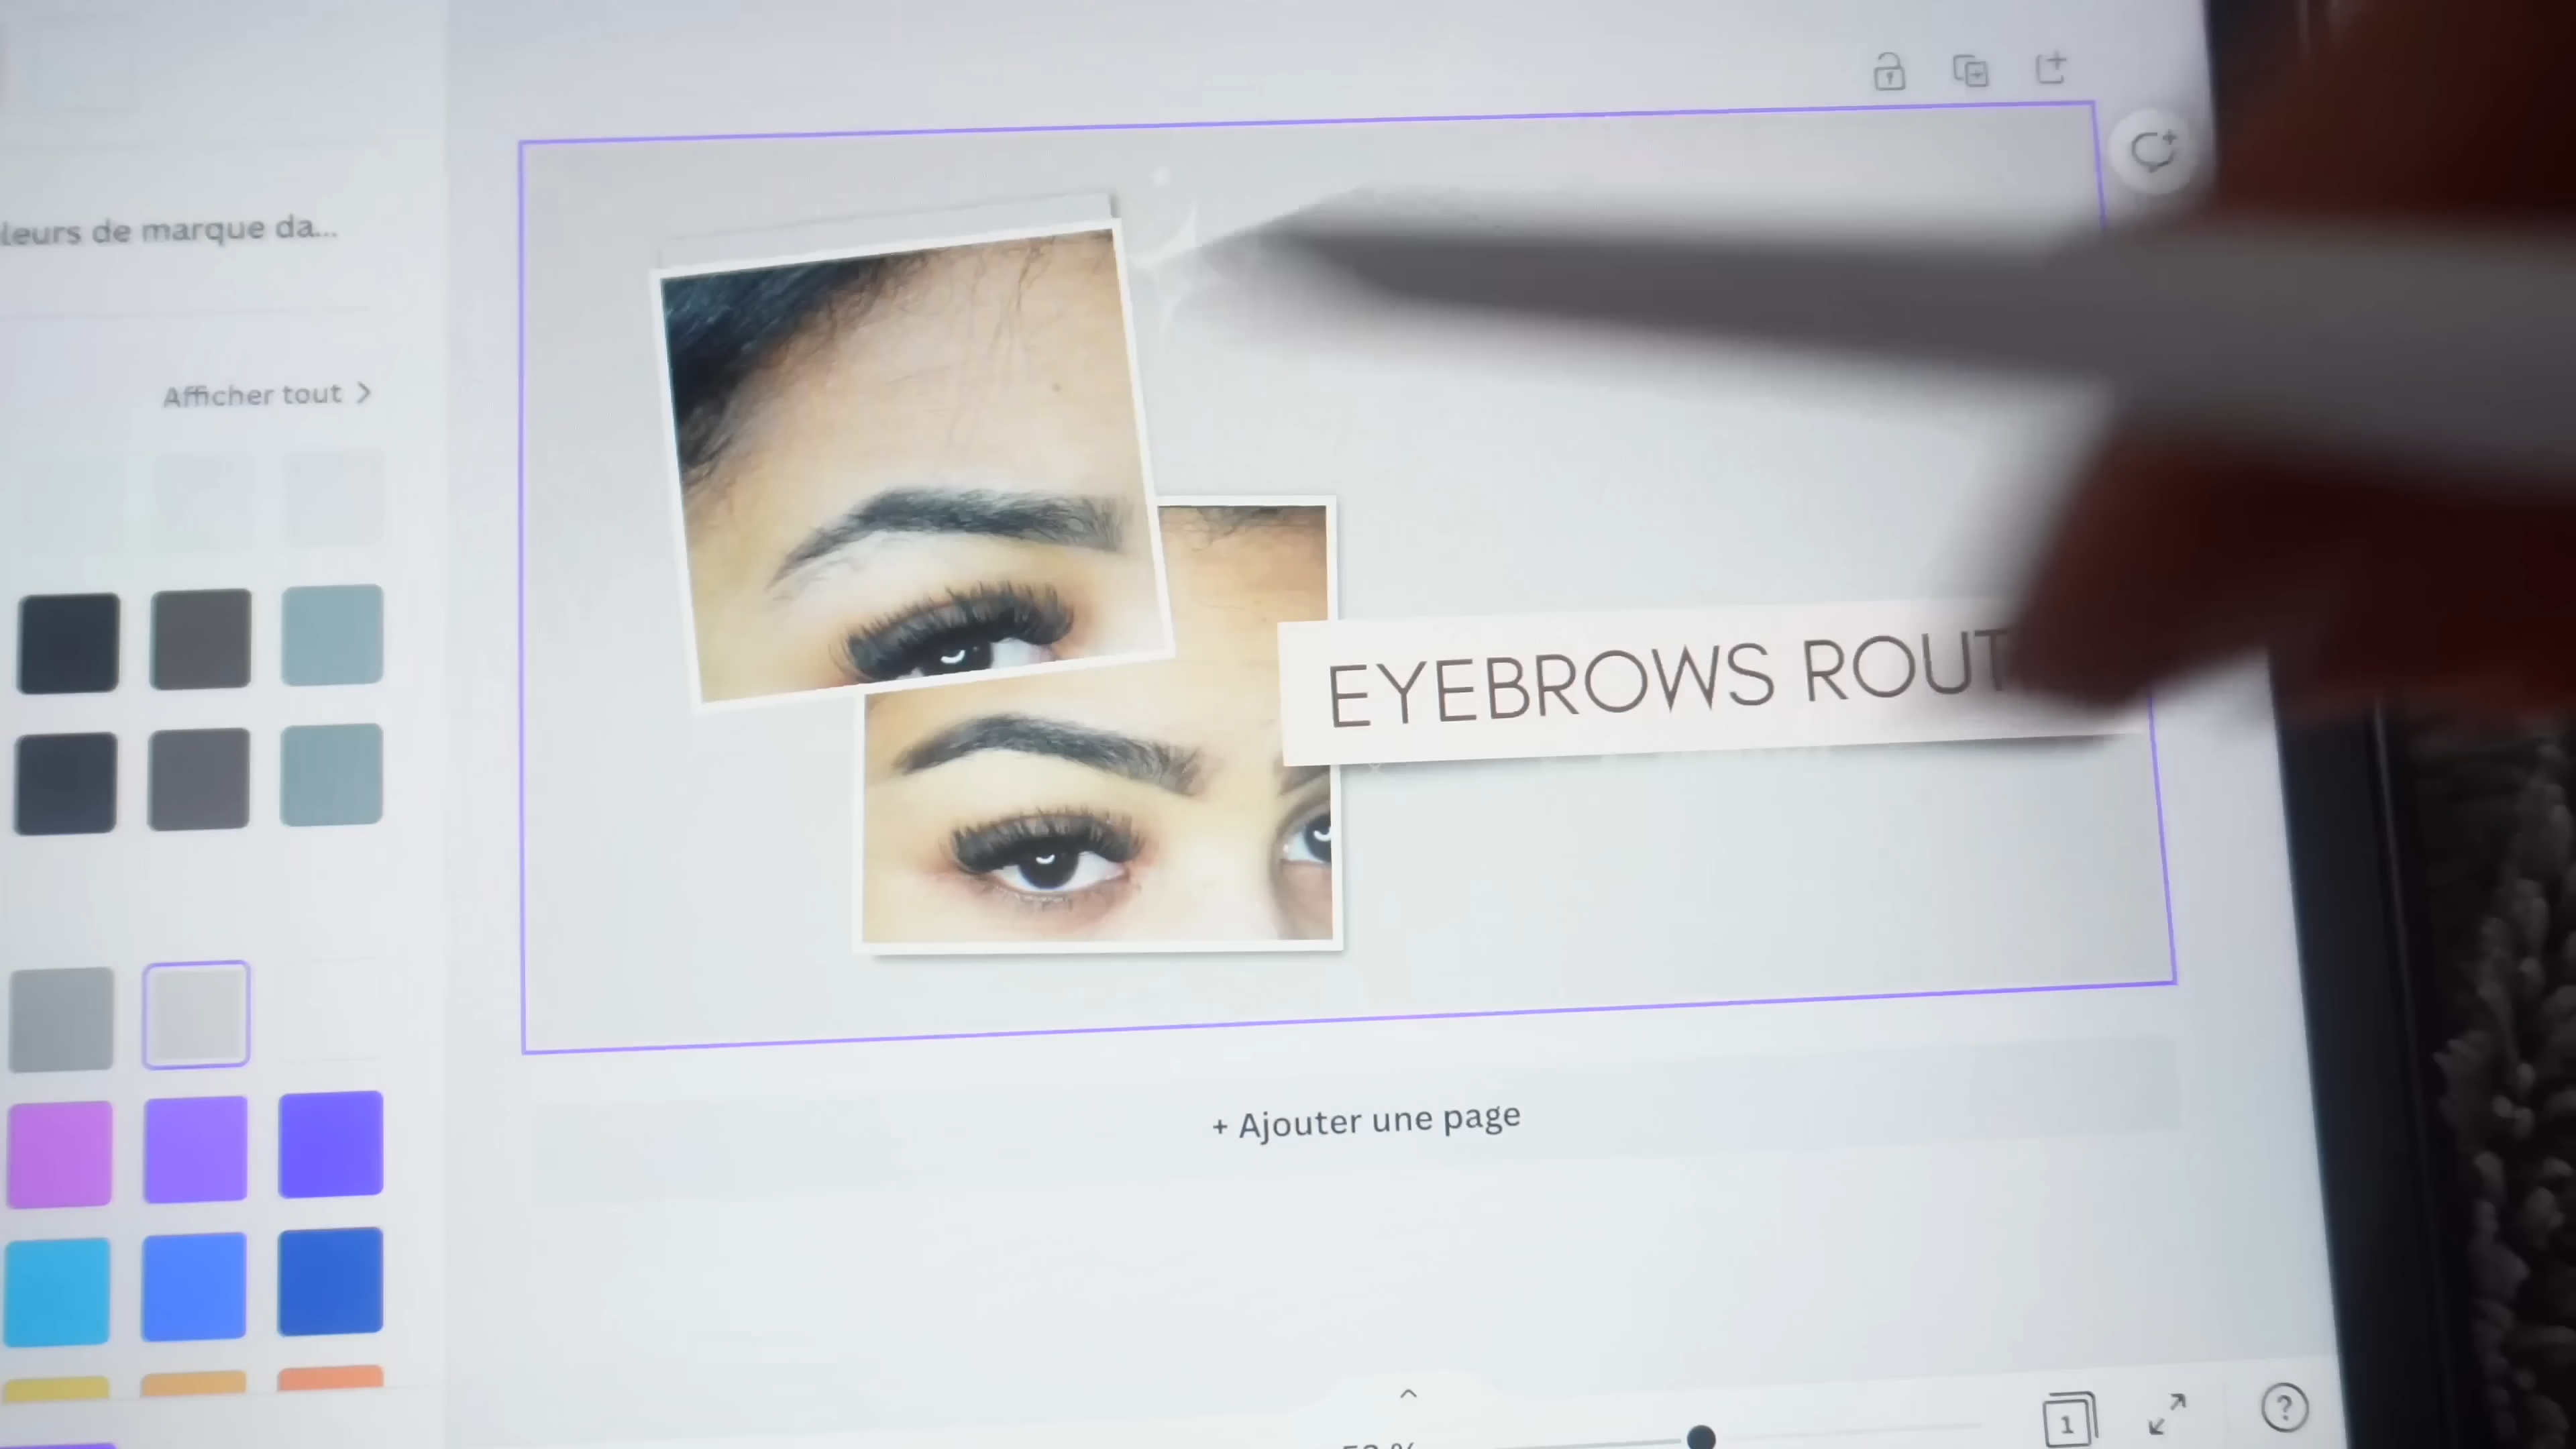 leurs de marque da...
Afficher tout >
EYEBROWS ROUT
+ Ajouter une page
1
?